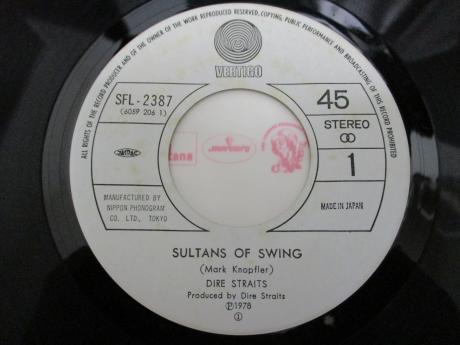 ALL RIGHTS OF THE RECORD PRODUCER AND OF THE OWNER OF THE WORK REPRODUCED RESERVED, COPYING, PUBLIC PERFORMANCE AND BROADCASTING OF THIS RECORD PROHIBITED
VERTIGO
SFL-2387
(6059 206 1)
45
STEREO
1
MANUFACTURED BY
NIPPON PHONOGRAM
CO. LTD., TOKYO
MADE IN JAPAN
tana
mercury
SULTANS OF SWING
(Mark Knopfler)
DIRE STRAITS
Produced by Dire Straits
Ⓟ1978